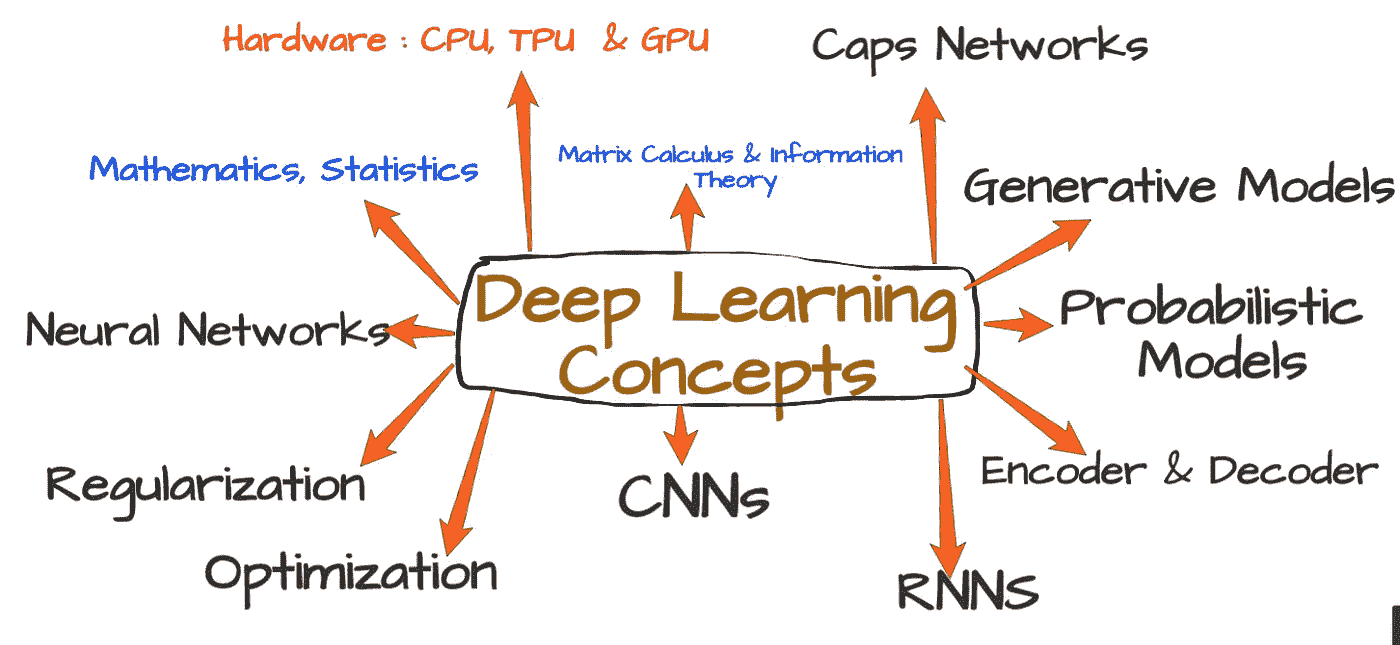 Hardware : CPU, TPU & GPU
Caps Networks
Mathematics, Statistics
Matrix Calculus & Information
Theory
Generative Models
Deep Learning
Concepts
Neural Networks
Probabilistic
Models
Regularization
CNNs
Encoder & Decoder
Optimization
RNNS